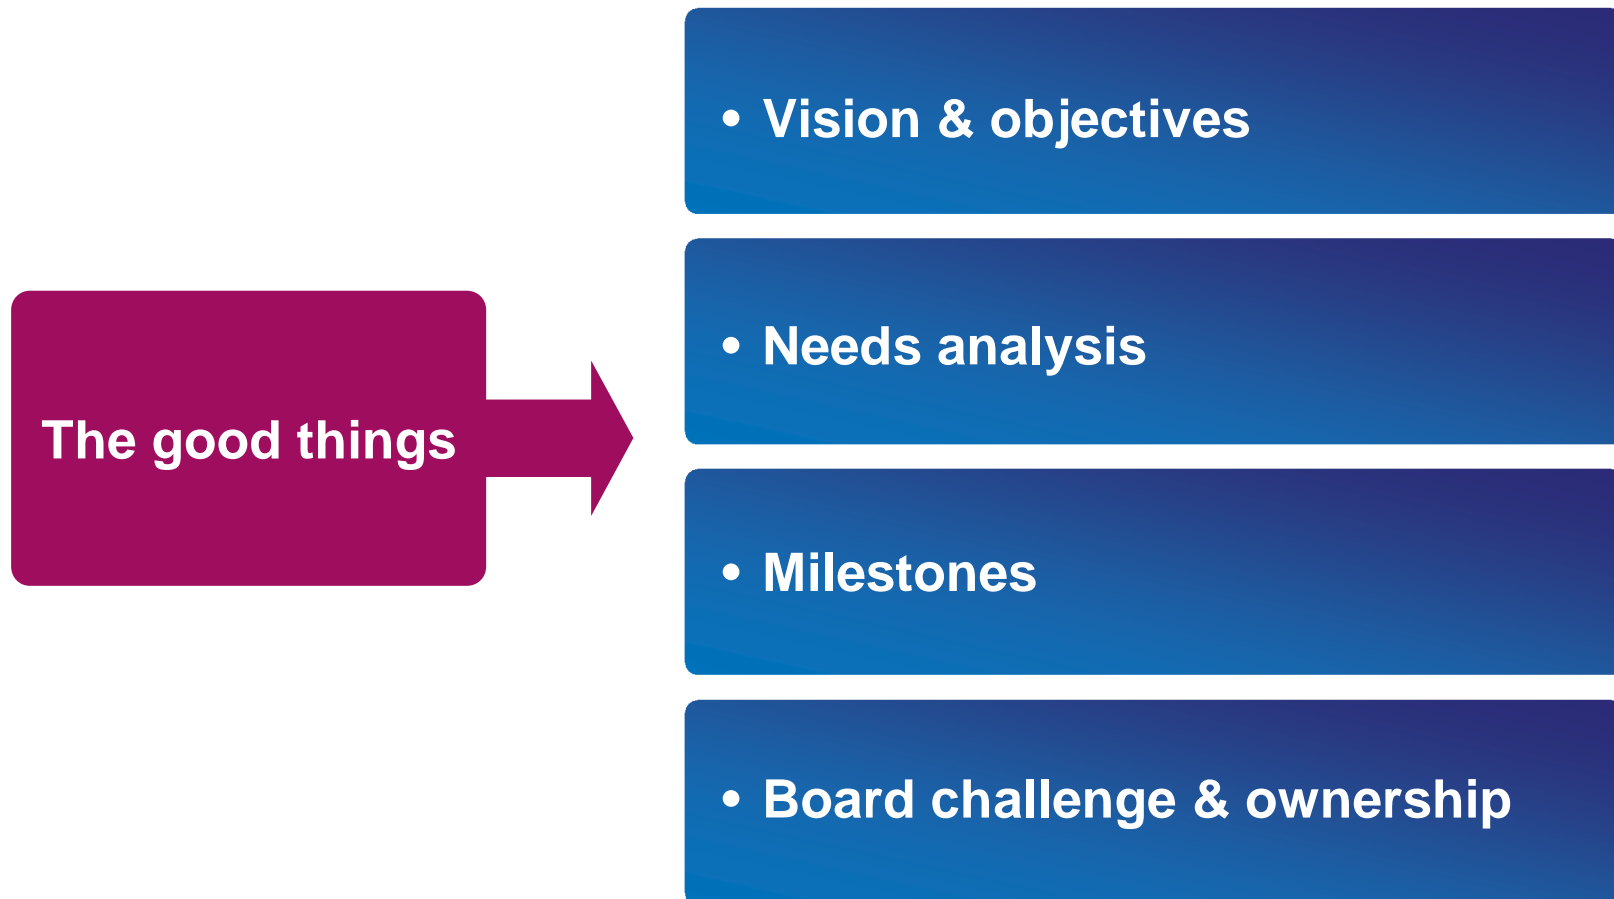 The good things
• Vision & objectives
• Needs analysis
• Milestones
• Board challenge & ownership